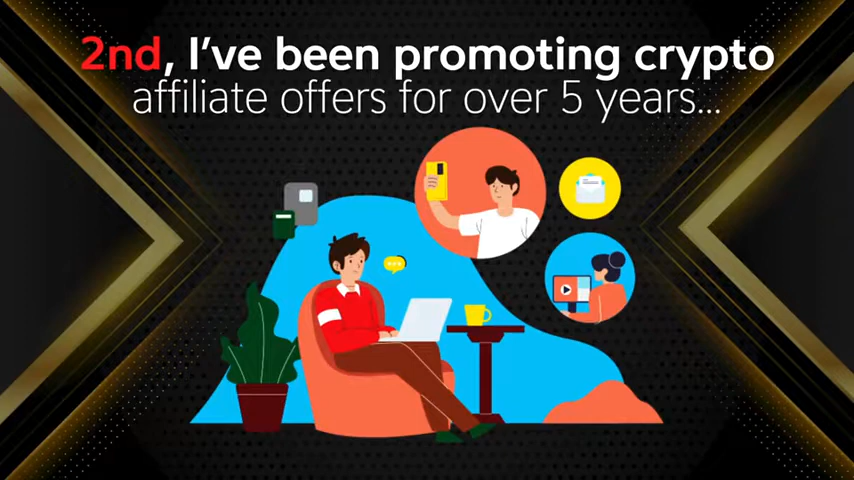 2nd, I've been promoting crypto
affiliate offers for over 5 years...